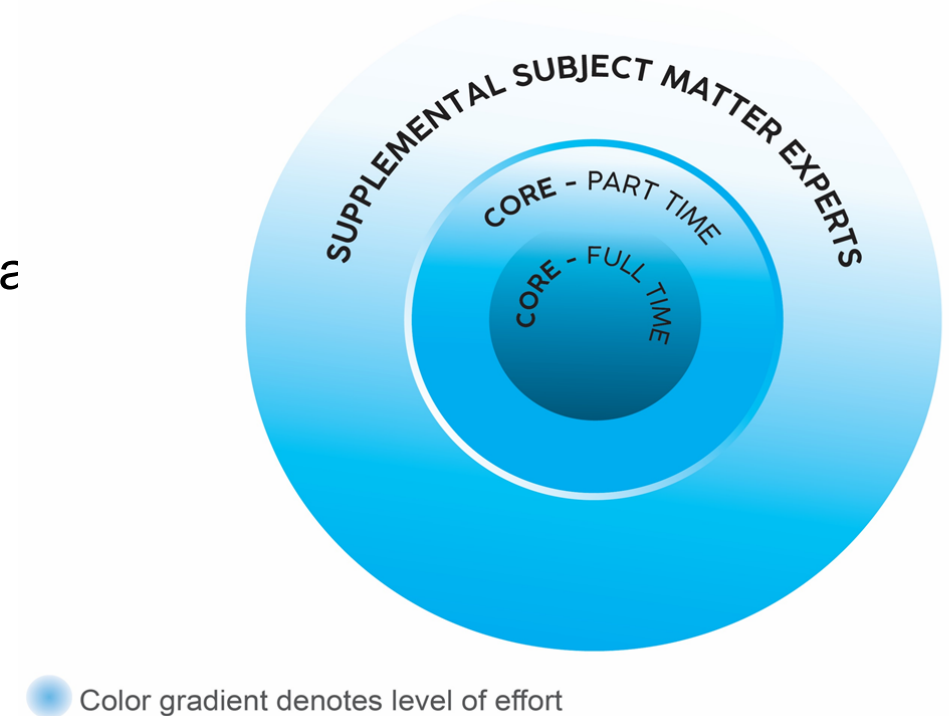 SUPPLEMENTAL SUBJECT MATTER EXPERTS
CORE - PART TIME
CORE - FULL TIME
a
Color gradient denotes level of effort